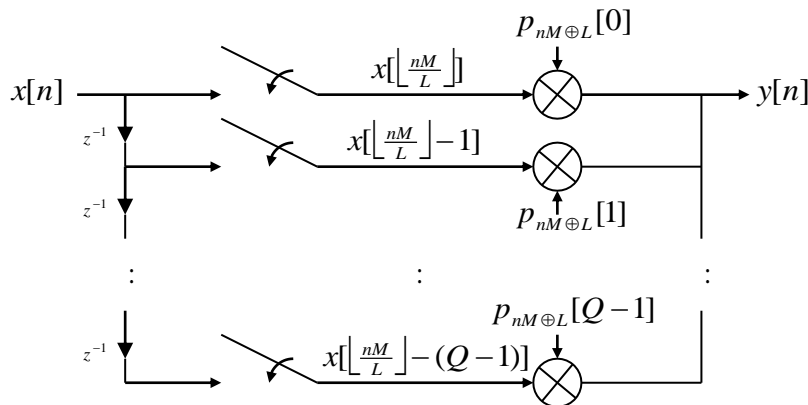 p_{nM⊕L}[0]
x[n]
x[⌊nM/L⌋]
y[n]
z^{-1}
x[⌊nM/L⌋−1]
z^{-1}
p_{nM⊕L}[1]
: : :
p_{nM⊕L}[Q−1]
z^{-1}
x[⌊nM/L⌋−(Q−1)]